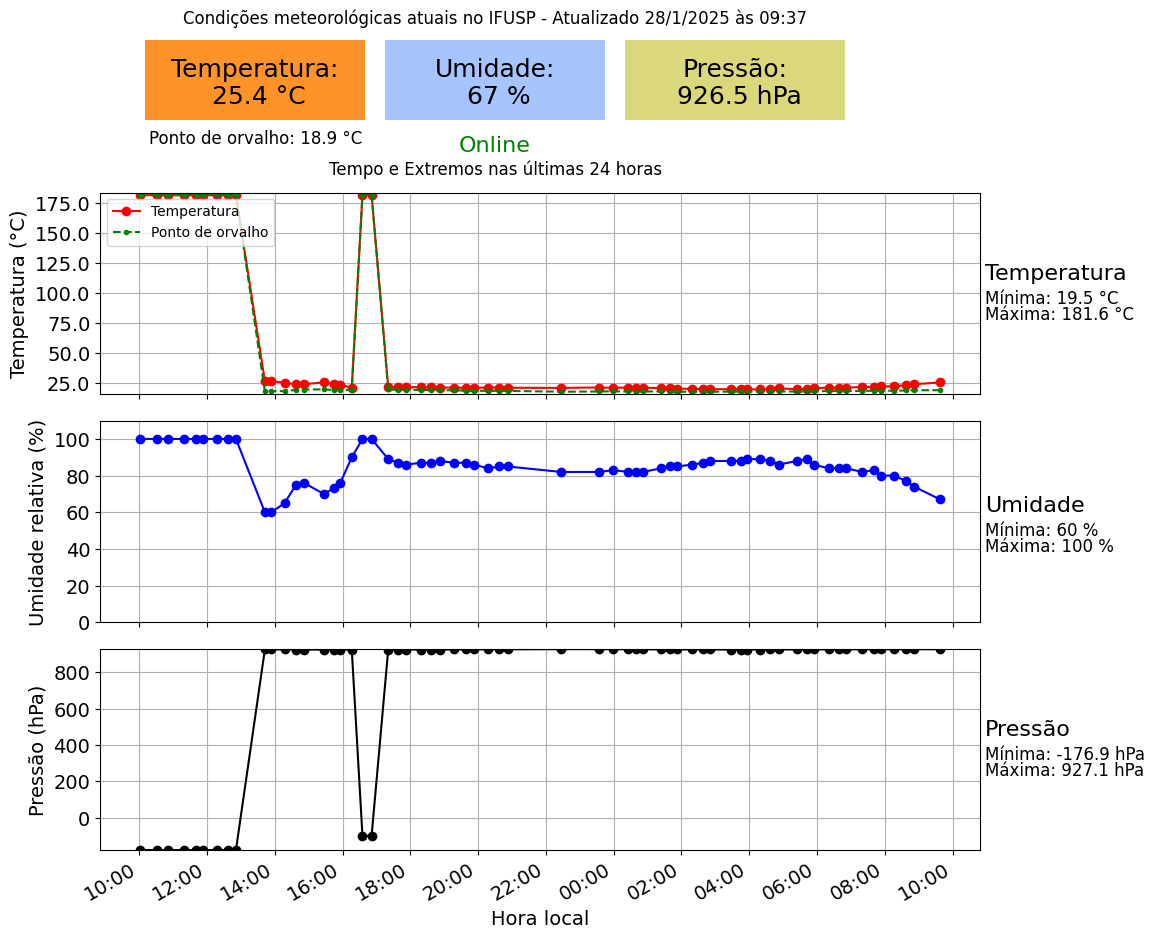 Condições meteorológicas atuais no IFUSP - Atualizado 28/1/2025 às 09:37
Temperatura:
25.4 °C
Umidade:
67 %
Pressão:
926.5 hPa
Ponto de orvalho: 18.9 °C
Online
Tempo e Extremos nas últimas 24 horas
Temperatura (°C)
175.0
150.0
125.0
100.0
75.0
50.0
25.0
Temperatura
Ponto de orvalho
Temperatura
Mínima: 19.5 °C
Máxima: 181.6 °C
Umidade relativa (%)
100
80
60
40
20
0
Umidade
Mínima: 60 %
Máxima: 100 %
Pressão (hPa)
800
600
400
200
0
Pressão
Mínima: -176.9 hPa
Máxima: 927.1 hPa
10:00 12:00 14:00 16:00 18:00 20:00 22:00 00:00 02:00 04:00 06:00 08:00 10:00
Hora local